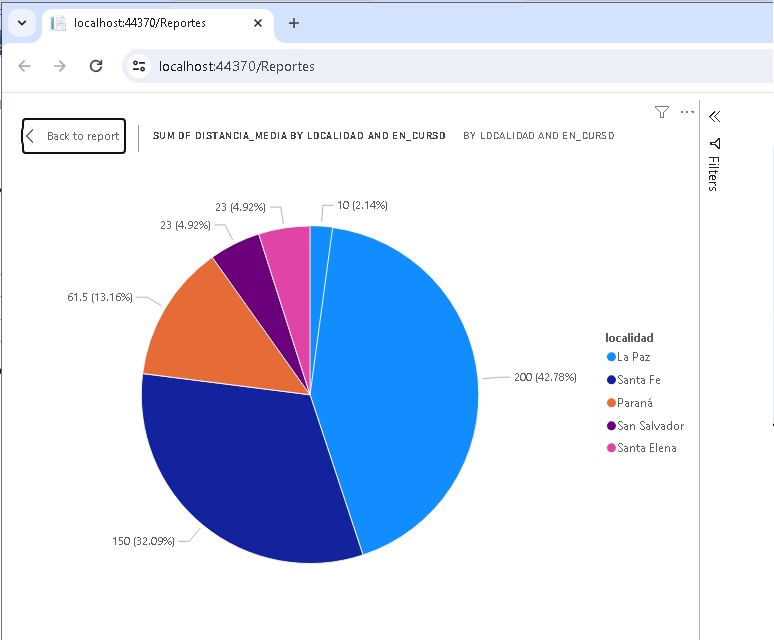 localhost:44370/Reportes
localhost:44370/Reportes
Back to report
SUM OF DISTANCIA_MEDIA BY LOCALIDAD AND EN_CURSO
BY LOCALIDAD AND EN_CURSO
Filters
23 (4.92%)
10 (2.14%)
23 (4.92%)
61.5 (13.16%)
200 (42.78%)
150 (32.09%)
localidad
La Paz
Santa Fe
Paraná
San Salvador
Santa Elena